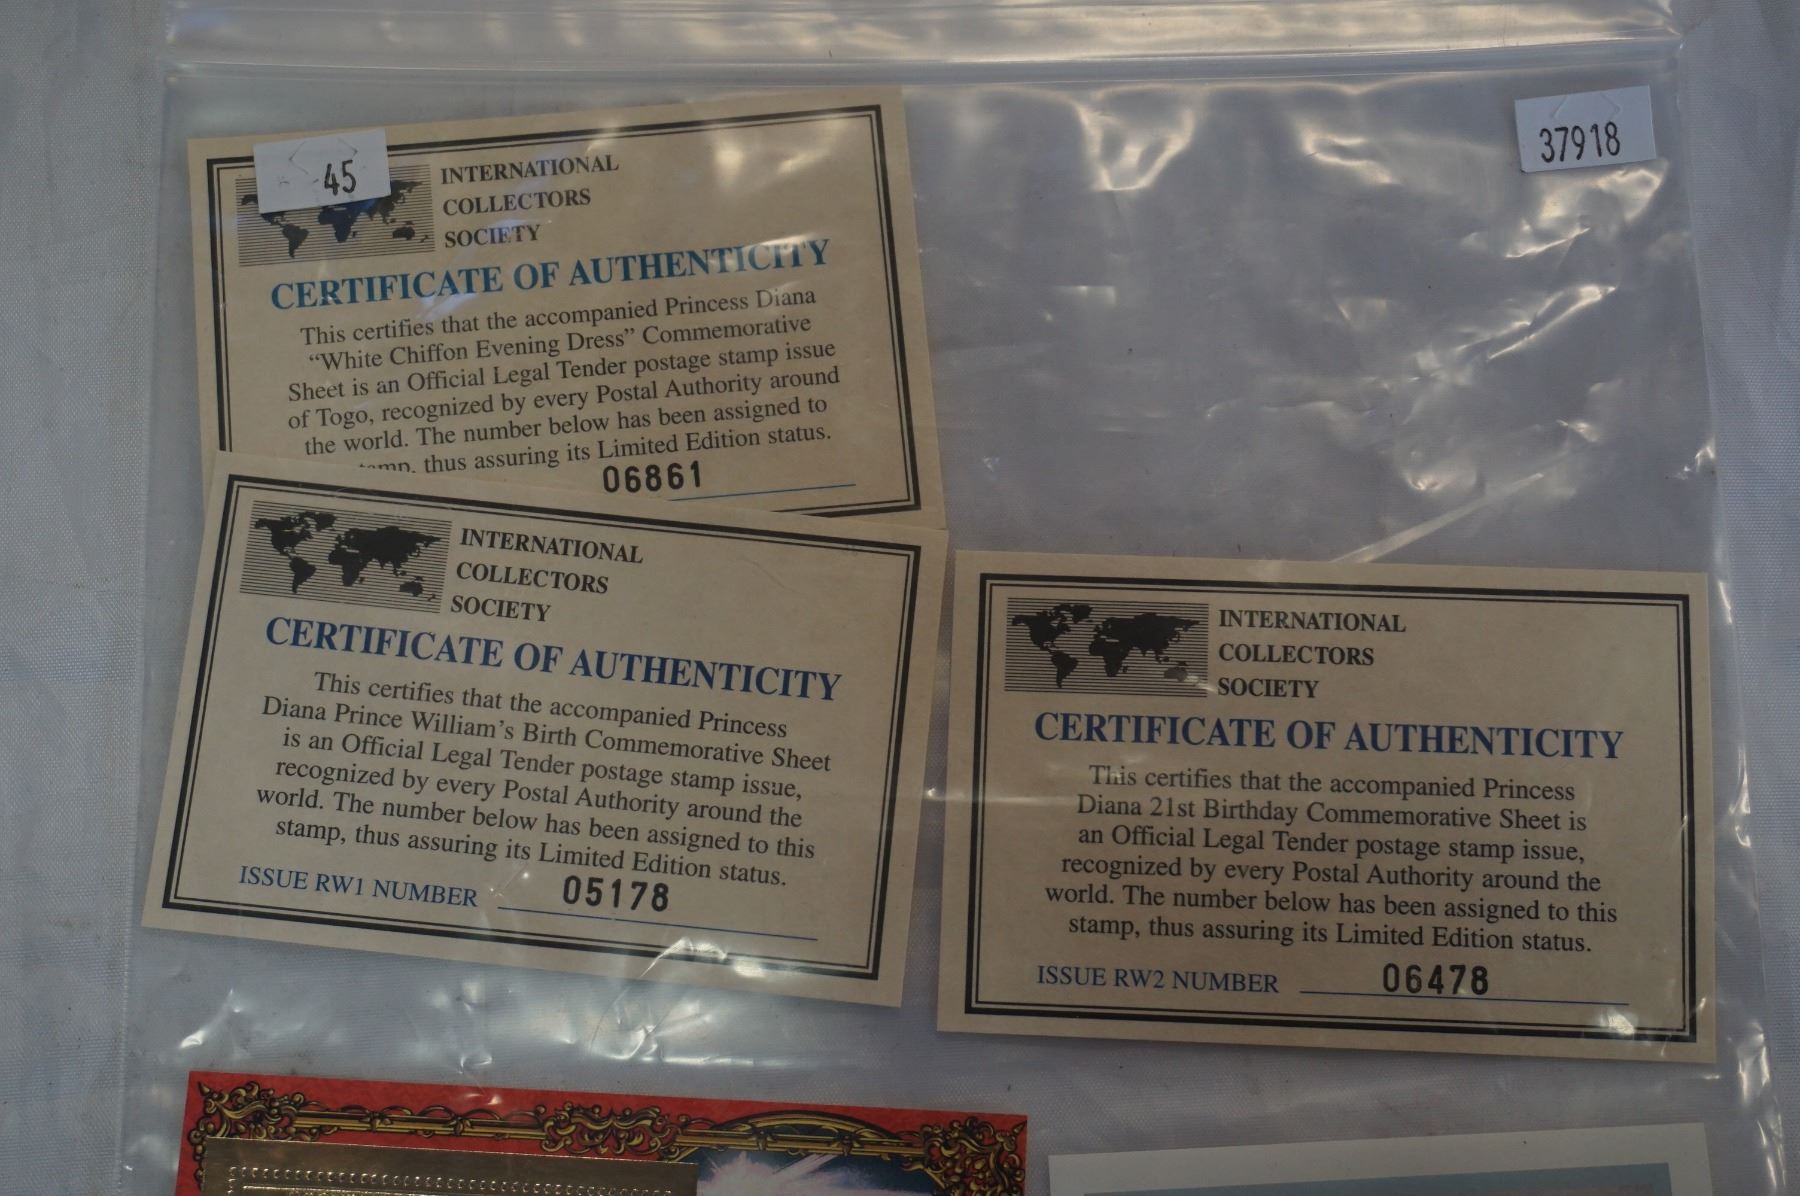 45
37918
INTERNATIONAL
COLLECTORS
SOCIETY
CERTIFICATE OF AUTHENTICITY
This certifies that the accompanied Princess Diana
“White Chiffon Evening Dress” Commemorative
Sheet is an Official Legal Tender postage stamp issue
of Togo, recognized by every Postal Authority around
the world. The number below has been assigned to
thus assuring its Limited Edition status.
06861
INTERNATIONAL
COLLECTORS
SOCIETY
CERTIFICATE OF AUTHENTICITY
This certifies that the accompanied Princess
Diana Prince William's Birth Commemorative Sheet
is an Official Legal Tender postage stamp issue,
recognized by every Postal Authority around the
world. The number below has been assigned to this
stamp, thus assuring its Limited Edition status.
ISSUE RW1 NUMBER 05178
INTERNATIONAL
COLLECTORS
SOCIETY
CERTIFICATE OF AUTHENTICITY
This certifies that the accompanied Princess
Diana 21st Birthday Commemorative Sheet is
an Official Legal Tender postage stamp issue,
recognized by every Postal Authority around the
world. The number below has been assigned to this
stamp, thus assuring its Limited Edition status.
ISSUE RW2 NUMBER 06478